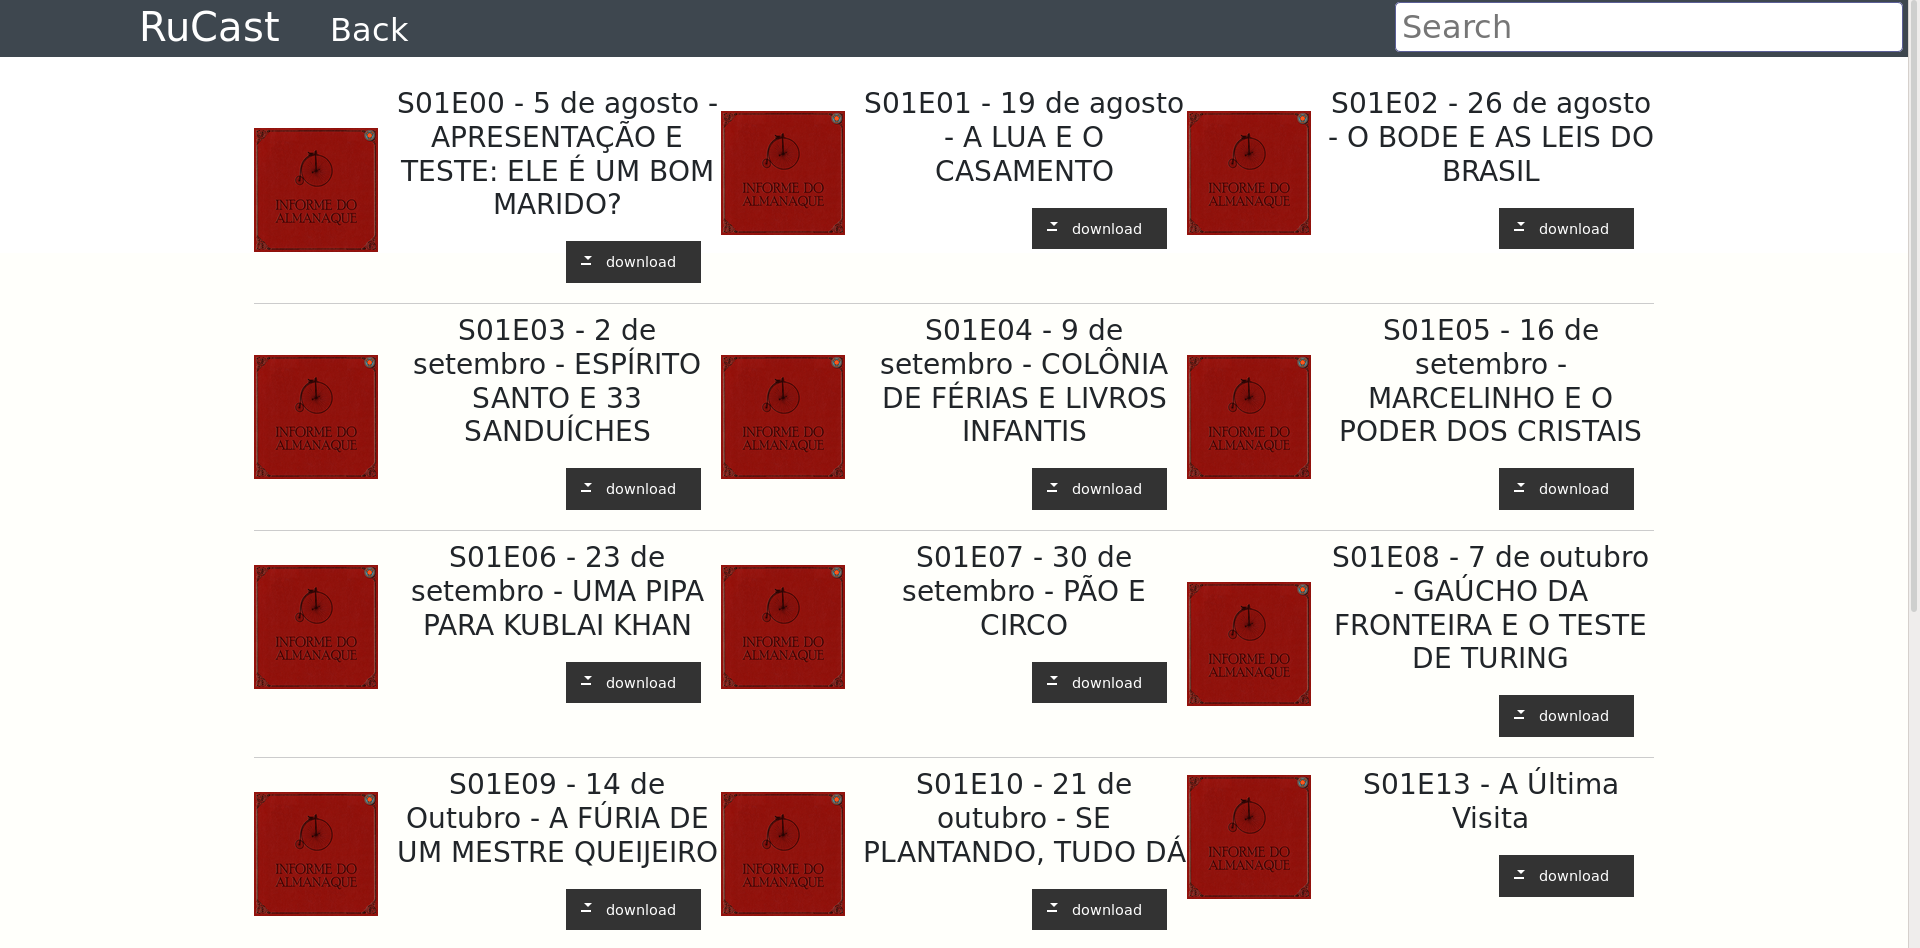 RuCast
Back
Search
INFORME DO
ALMANAQUE
S01E00 - 5 de agosto -
APRESENTAÇÃO E
TESTE: ELE É UM BOM
MARIDO?
download
INFORME DO
ALMANAQUE
S01E01 - 19 de agosto
- A LUA E O
CASAMENTO
download
INFORME DO
ALMANAQUE
S01E02 - 26 de agosto
- O BODE E AS LEIS DO
BRASIL
download
INFORME DO
ALMANAQUE
S01E03 - 2 de
setembro - ESPÍRITO
SANTO E 33
SANDUÍCHES
download
INFORME DO
ALMANAQUE
S01E04 - 9 de
setembro - COLÔNIA
DE FÉRIAS E LIVROS
INFANTIS
download
INFORME DO
ALMANAQUE
S01E05 - 16 de
setembro -
MARCELINHO E O
PODER DOS CRISTAIS
download
INFORME DO
ALMANAQUE
S01E06 - 23 de
setembro - UMA PIPA
PARA KUBLAI KHAN
download
INFORME DO
ALMANAQUE
S01E07 - 30 de
setembro - PÃO E
CIRCO
download
INFORME DO
ALMANAQUE
S01E08 - 7 de outubro
- GAÚCHO DA
FRONTEIRA E O TESTE
DE TURING
download
INFORME DO
ALMANAQUE
S01E09 - 14 de
Outubro - A FÚRIA DE
UM MESTRE QUEIJEIRO
download
INFORME DO
ALMANAQUE
S01E10 - 21 de
outubro - SE
PLANTANDO, TUDO DÁ
download
INFORME DO
ALMANAQUE
S01E13 - A Última
Visita
download